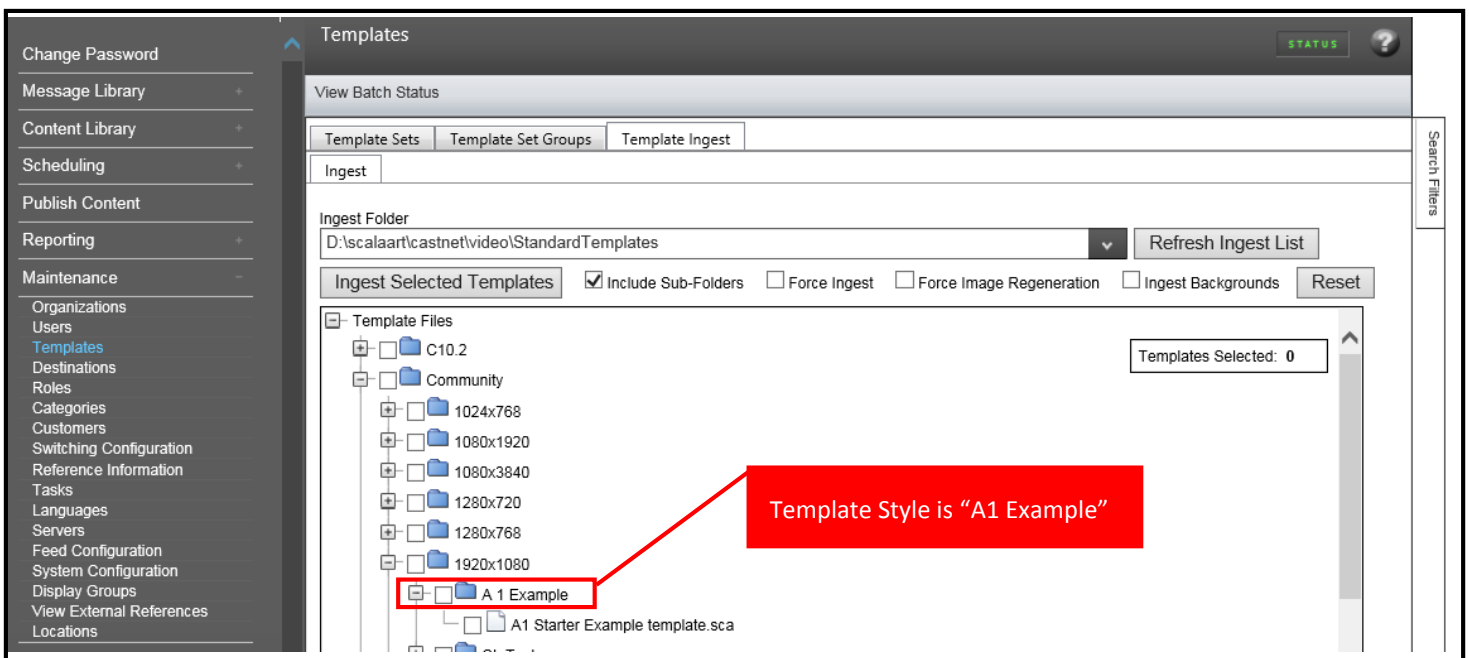 Change Password
Message Library +
Content Library +
Scheduling +
Publish Content
Reporting +
Maintenance -
Organizations
Users
Templates
Destinations
Roles
Categories
Customers
Switching Configuration
Reference Information
Tasks
Languages
Servers
Feed Configuration
System Configuration
Display Groups
View External References
Locations
Templates
STATUS ?
View Batch Status
Template Sets Template Set Groups Template Ingest
Ingest
Ingest Folder
D:\scalaart\castnet\video\StandardTemplates Refresh Ingest List
Ingest Selected Templates Include Sub-Folders Force Ingest Force Image Regeneration Ingest Backgrounds Reset
Template Files
C10.2
Templates Selected: 0
Community
1024x768
1080x1920
1080x3840
1280x720
1280x768
1920x1080
A 1 Example
A1 Starter Example template.sca
Template Style is “A1 Example”
Search Filters